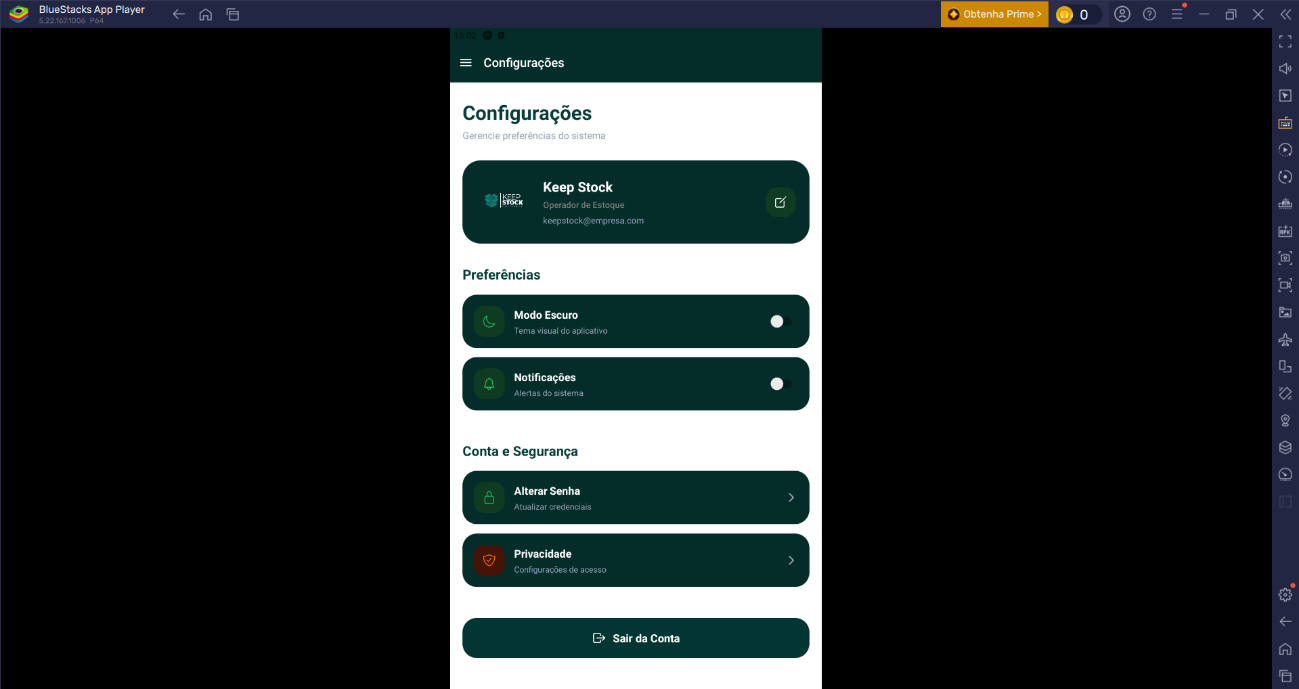 BlueStacks App Player
5.22.167.1006 P64
Obtenha Prime >
0
15:02
Configurações
Configurações
Gerencie preferências do sistema
KEEP
STOCK
Keep Stock
Operador de Estoque
keepstock@empresa.com
Preferências
Modo Escuro
Tema visual do aplicativo
Notificações
Alertas do sistema
Conta e Segurança
Alterar Senha
Atualizar credenciais
Privacidade
Configurações de acesso
Sair da Conta